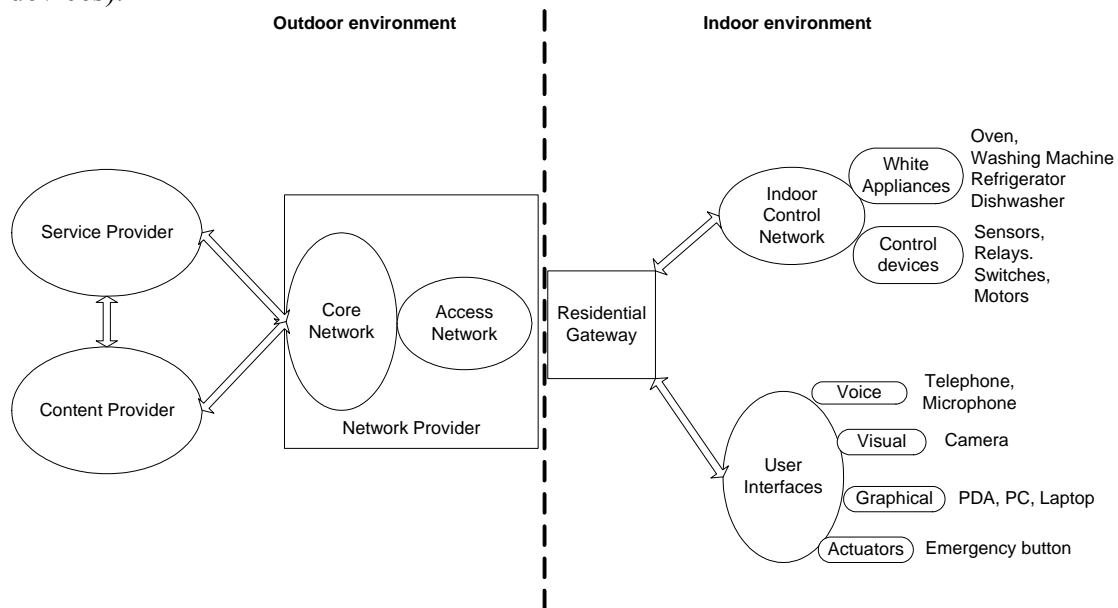 devices).
Outdoor environment
Indoor environment
Service Provider
Content Provider
Core
Network
Access
Network
Network Provider
Residential
Gateway
Indoor
Control
Network
White
Appliances
Oven,
Washing Machine
Refrigerator
Dishwasher
Control
devices
Sensors,
Relays.
Switches,
Motors
User
Interfaces
Voice
Telephone,
Microphone
Visual
Camera
Graphical
PDA, PC, Laptop
Actuators
Emergency button